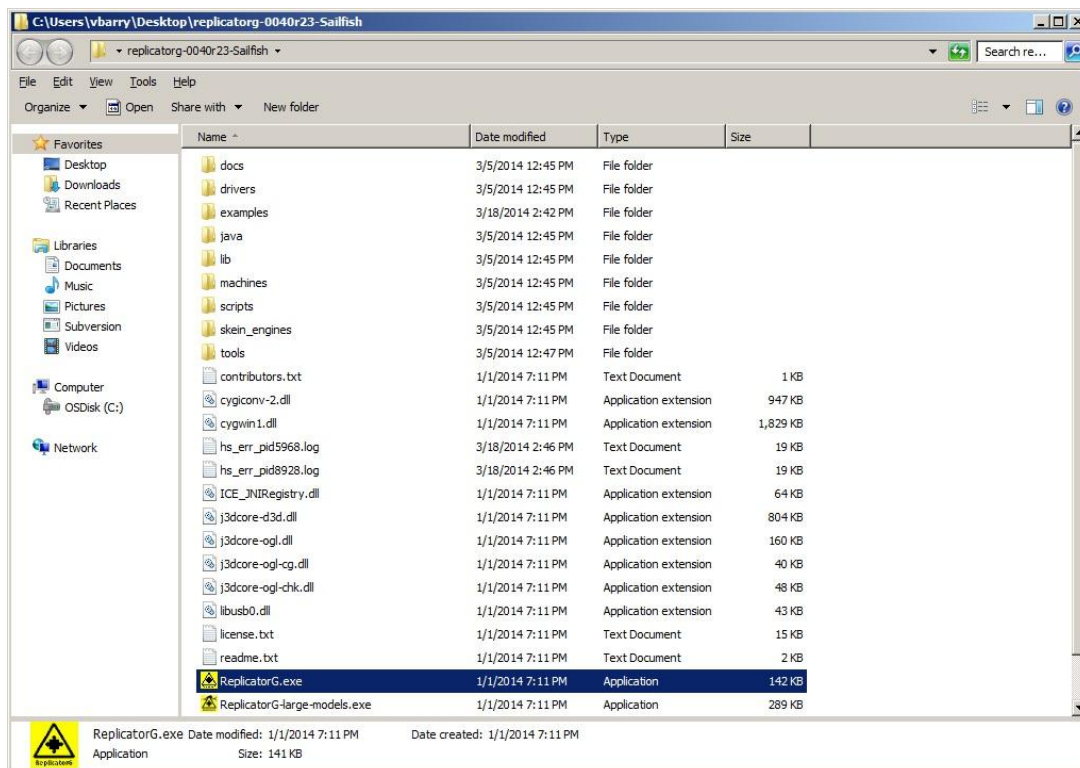 C:\Users\vbarry\Desktop\replicatorg-0040r23-Sailfish
replicatorg-0040r23-Sailfish
Search re...
File Edit View Tools Help
Organize Open Share with New folder
Favorites
Desktop
Downloads
Recent Places
Libraries
Documents
Music
Pictures
Subversion
Videos
Computer
OSDisk (C:)
Network
Name Date modified Type Size
docs 3/5/2014 12:45 PM File folder
drivers 3/5/2014 12:45 PM File folder
examples 3/18/2014 2:42 PM File folder
java 3/5/2014 12:45 PM File folder
lib 3/5/2014 12:45 PM File folder
machines 3/5/2014 12:45 PM File folder
scripts 3/5/2014 12:45 PM File folder
skein_engines 3/5/2014 12:45 PM File folder
tools 3/5/2014 12:47 PM File folder
contributors.txt 1/1/2014 7:11 PM Text Document 1 KB
cygiconv-2.dll 1/1/2014 7:11 PM Application extension 947 KB
cygwin1.dll 1/1/2014 7:11 PM Application extension 1,829 KB
hs_err_pid5968.log 3/18/2014 2:46 PM Text Document 19 KB
hs_err_pid8928.log 3/18/2014 2:46 PM Text Document 19 KB
ICE_JNIRegistry.dll 1/1/2014 7:11 PM Application extension 64 KB
j3dcore-d3d.dll 1/1/2014 7:11 PM Application extension 804 KB
j3dcore-ogl.dll 1/1/2014 7:11 PM Application extension 160 KB
j3dcore-ogl-cg.dll 1/1/2014 7:11 PM Application extension 40 KB
j3dcore-ogl-chk.dll 1/1/2014 7:11 PM Application extension 48 KB
libusb0.dll 1/1/2014 7:11 PM Application extension 43 KB
license.txt 1/1/2014 7:11 PM Text Document 15 KB
readme.txt 1/1/2014 7:11 PM Text Document 2 KB
ReplicatorG.exe 1/1/2014 7:11 PM Application 142 KB
ReplicatorG-large-models.exe 1/1/2014 7:11 PM Application 289 KB
ReplicatorG.exe Date modified: 1/1/2014 7:11 PM Date created: 1/1/2014 7:11 PM
Application Size: 141 KB
ReplicatorG